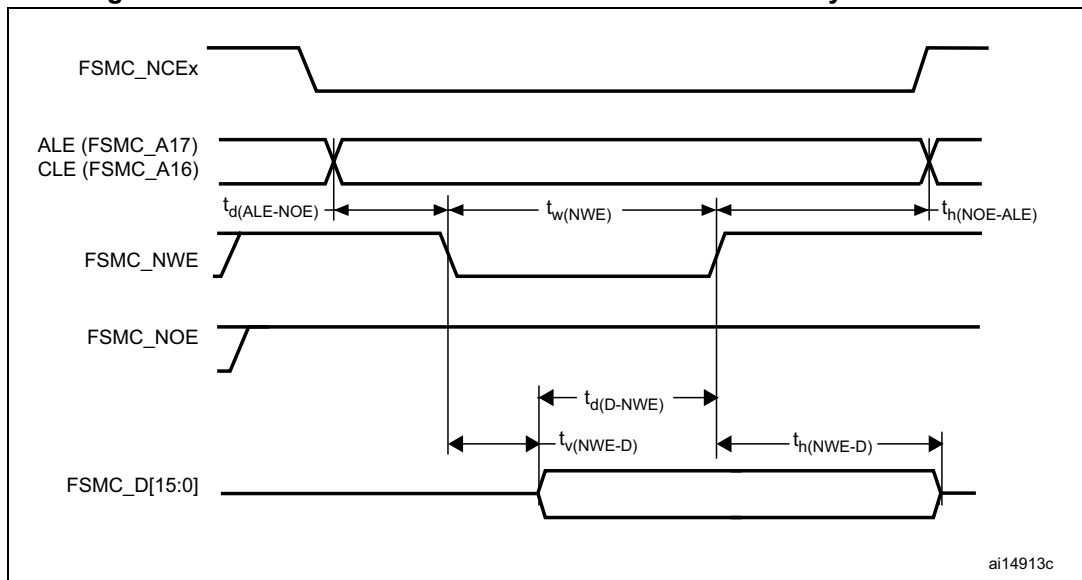 FSMC_NCEx
ALE (FSMC_A17)
CLE (FSMC_A16)
td(ALE-NOE)
tw(NWE)
th(NOE-ALE)
FSMC_NWE
FSMC_NOE
td(D-NWE)
tv(NWE-D)
th(NWE-D)
FSMC_D[15:0]
ai14913c